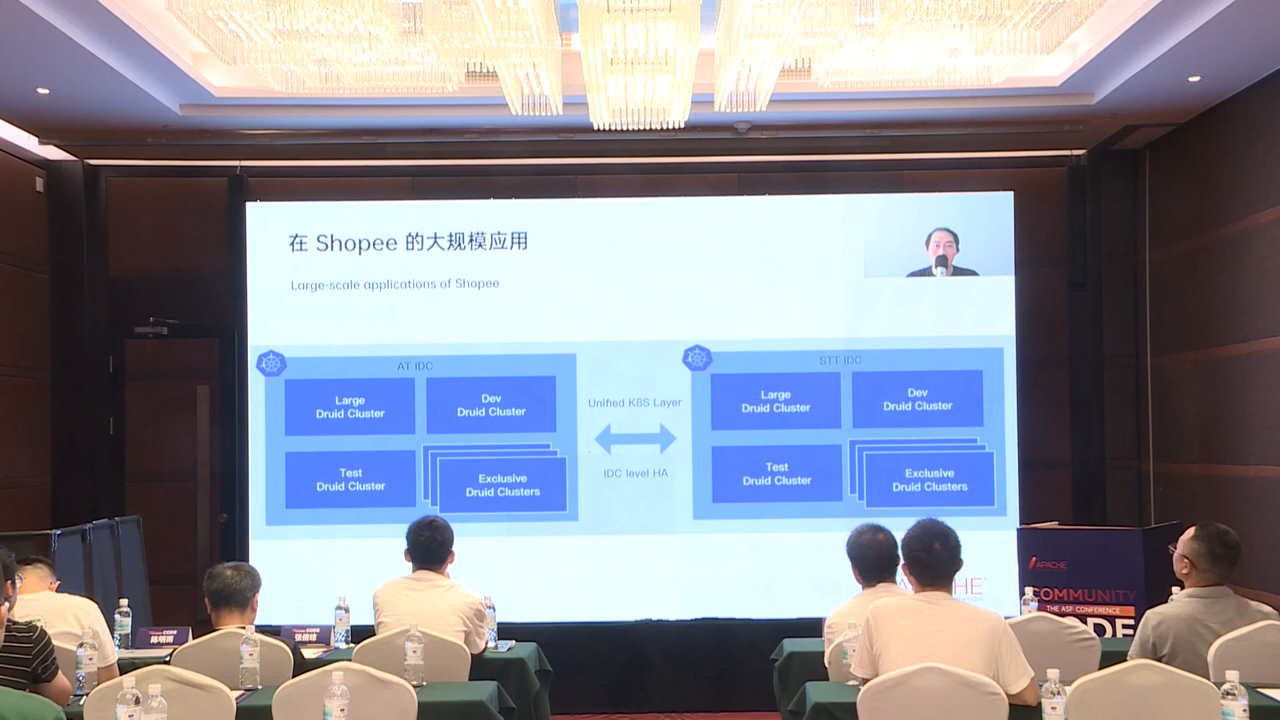 在 Shopee 的大规模应用
Large-scale applications of Shopee
AT IDC
Large
Druid Cluster
Dev
Druid Cluster
Test
Druid Cluster
Exclusive
Druid Clusters
Unified K8S Layer
IDC level HA
STT IDC
Large
Druid Cluster
Dev
Druid Cluster
Test
Druid Cluster
Exclusive
Druid Clusters
APACHE
COMMUNITY
THE ASF CONFERENCE
CODE
CODE